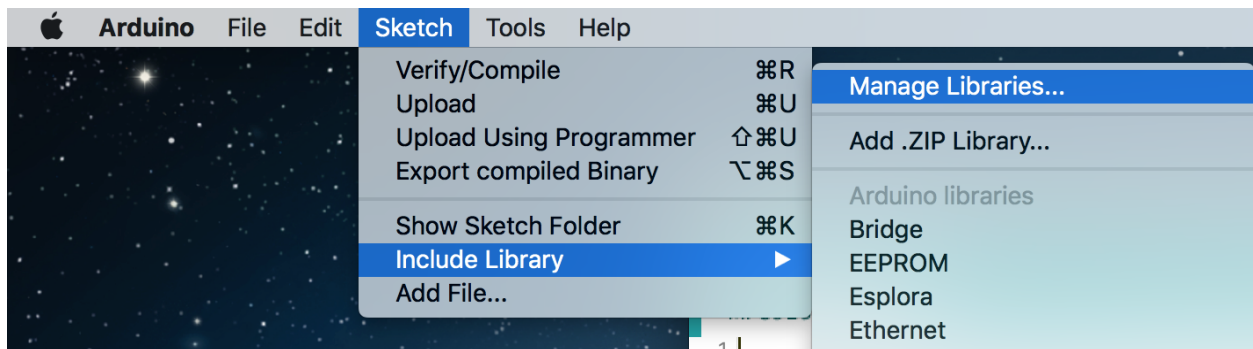 Arduino File Edit Sketch Tools Help
Verify/Compile ⌘R
Upload ⌘U
Upload Using Programmer ⇧⌘U
Export compiled Binary ⌥⌘S
Show Sketch Folder ⌘K
Include Library ▶
Add File...
Manage Libraries...
Add .ZIP Library...
Arduino libraries
Bridge
EEPROM
Esplora
Ethernet
1